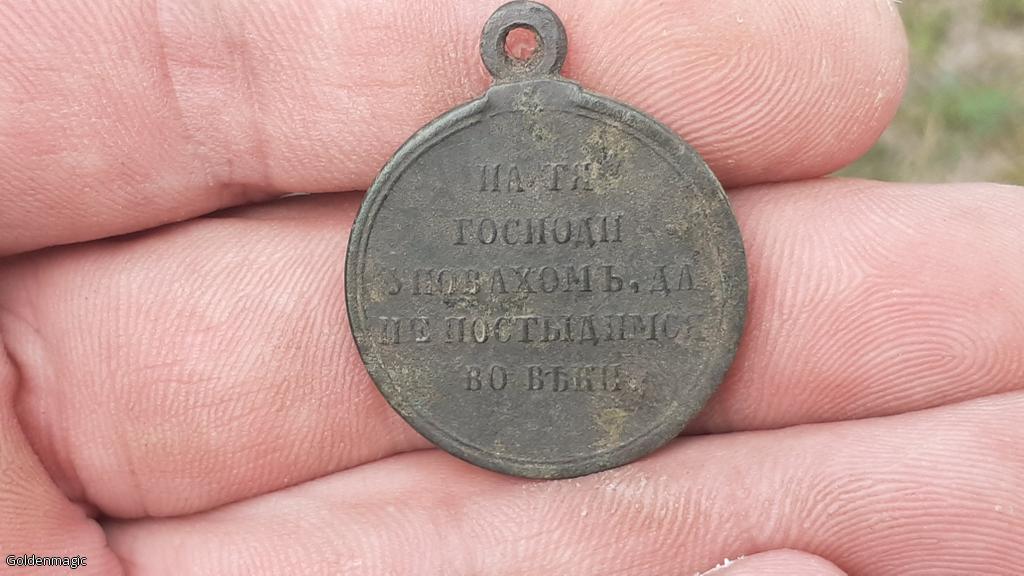 НА ТЯ
ГОСПОДИ
УПОВАХОМЪ, ДА
НЕ ПОСТЫДИМСЯ
ВО ВѢКИ
Goldenmagic